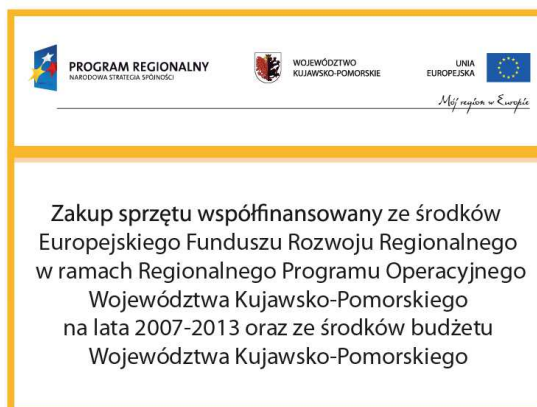 PROGRAM REGIONALNY
NARODOWA STRATEGIA SPÓJNOŚCI
WOJEWÓDZTWO
KUJAWSKO-POMORSKIE
UNIA
EUROPEJSKA
Mój region w Europie
Zakup sprzętu współfinansowany ze środków
Europejskiego Funduszu Rozwoju Regionalnego
w ramach Regionalnego Programu Operacyjnego
Województwa Kujawsko-Pomorskiego
na lata 2007-2013 oraz ze środków budżetu
Województwa Kujawsko-Pomorskiego